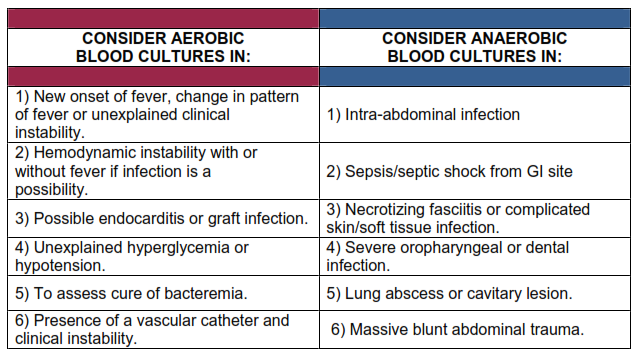 CONSIDER AEROBIC
BLOOD CULTURES IN:
CONSIDER ANAEROBIC
BLOOD CULTURES IN:
1) New onset of fever, change in pattern
of fever or unexplained clinical
instability.
1) Intra-abdominal infection
2) Hemodynamic instability with or
without fever if infection is a
possibility.
2) Sepsis/septic shock from GI site
3) Possible endocarditis or graft infection.
3) Necrotizing fasciitis or complicated
skin/soft tissue infection.
4) Unexplained hyperglycemia or
hypotension.
4) Severe oropharyngeal or dental
infection.
5) To assess cure of bacteremia.
5) Lung abscess or cavitary lesion.
6) Presence of a vascular catheter and
clinical instability.
6) Massive blunt abdominal trauma.